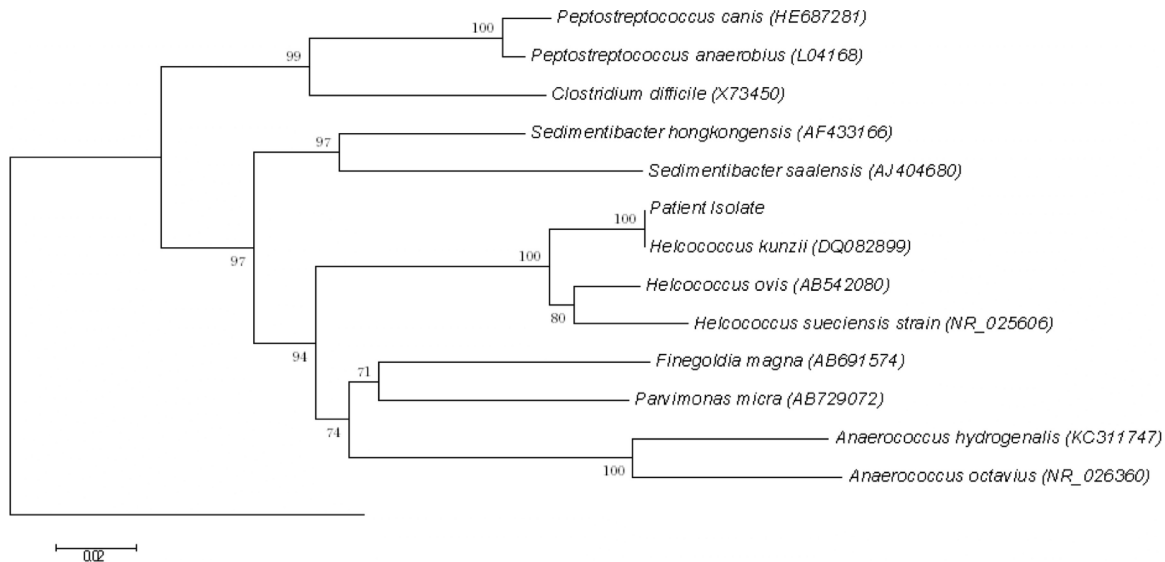 Peptostreptococcus canis (HE687281)
100
Peptostreptococcus anaerobius (L04168)
99
Clostridium difficile (X73450)
Sedimentibacter hongkongensis (AF433166)
97
Sedimentibacter saalensis (AJ404680)
Patient Isolate
100
Helcococcus kunzii (DQ082899)
97
100
Helcococcus ovis (AB542080)
80
Helcococcus sueciensis strain (NR_025606)
94
Finegoldia magna (AB691574)
71
Parvimonas micra (AB729072)
74
Anaerococcus hydrogenalis (KC311747)
100
Anaerococcus octavius (NR_026360)
0.02